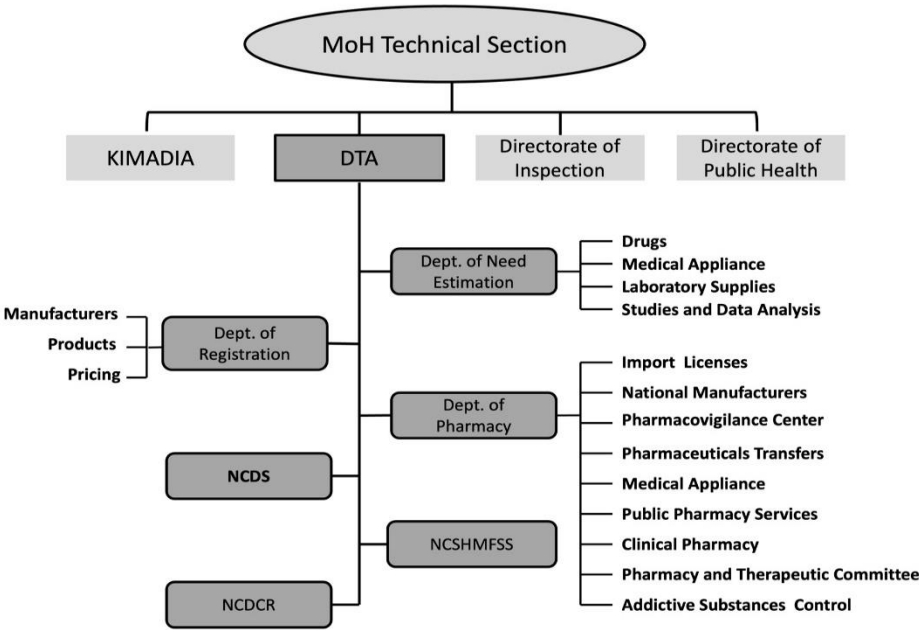 MoH Technical Section
KIMADIA
DTA
Directorate of
Inspection
Directorate of
Public Health
Dept. of Need
Estimation
Drugs
Medical Appliance
Laboratory Supplies
Studies and Data Analysis
Manufacturers
Products
Pricing
Dept. of
Registration
Dept. of
Pharmacy
Import Licenses
National Manufacturers
Pharmacovigilance Center
Pharmaceuticals Transfers
Medical Appliance
Public Pharmacy Services
Clinical Pharmacy
Pharmacy and Therapeutic Committee
Addictive Substances Control
NCDS
NCSHMFSS
NCDCR